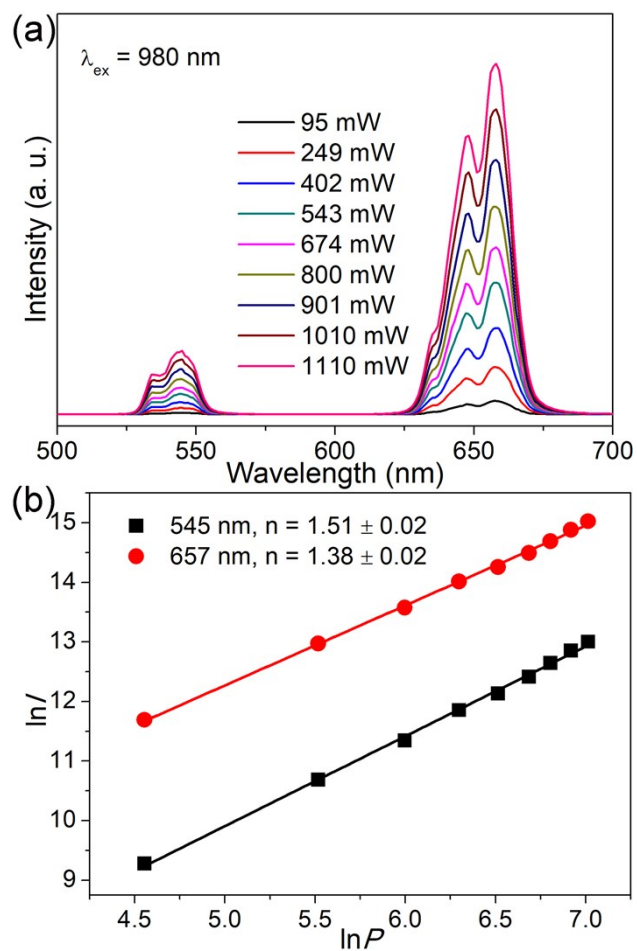 (a)
λex = 980 nm
95 mW
249 mW
402 mW
543 mW
674 mW
800 mW
901 mW
1010 mW
1110 mW
Intensity (a. u.)
500 550 600 650 700
Wavelength (nm)
(b)
545 nm, n = 1.51 ± 0.02
657 nm, n = 1.38 ± 0.02
15
14
13
12
11
10
9
lnI
4.5 5.0 5.5 6.0 6.5 7.0
lnP